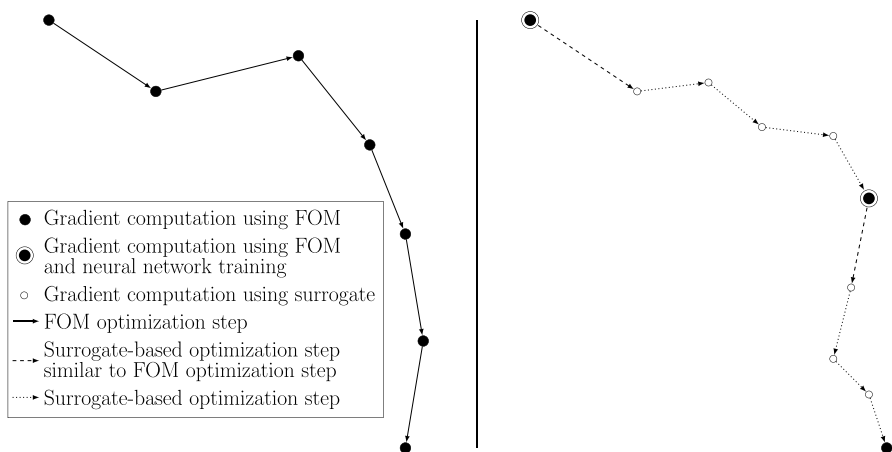 Gradient computation using FOM
Gradient computation using FOM
and neural network training
Gradient computation using surrogate
FOM optimization step
Surrogate-based optimization step
similar to FOM optimization step
Surrogate-based optimization step